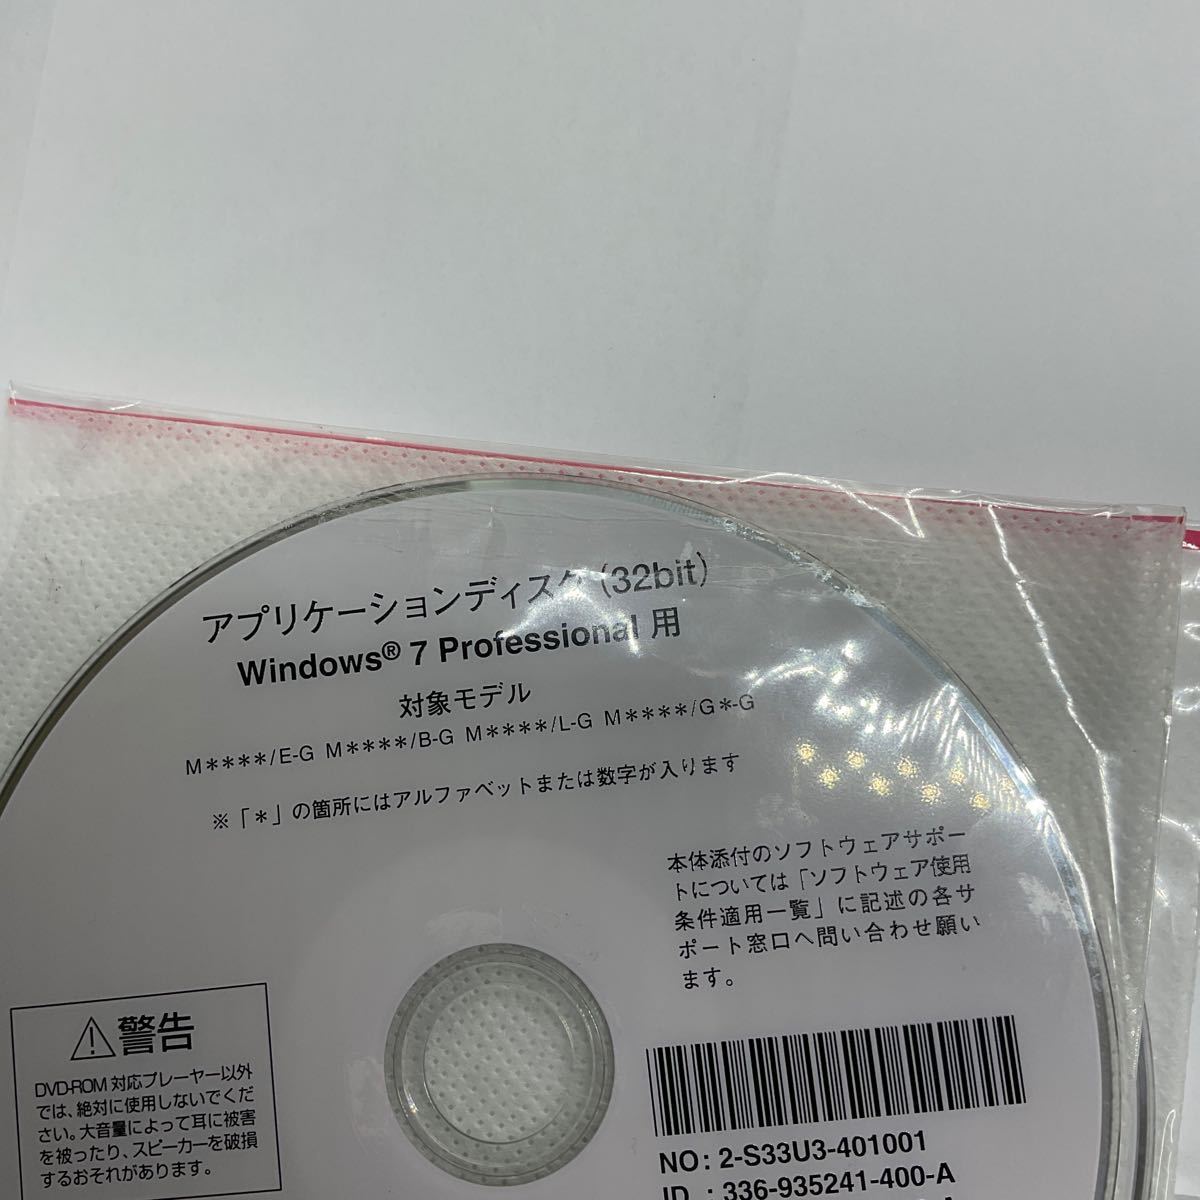 アプリケーションディスク (32bit)
Windows® 7 Professional 用
対象モデル
M****/E-G M****/B-G M****/L-G M****/G*-G
※「*」の箇所にはアルファベットまたは数字が入ります
本体添付のソフトウェアサポー
トについては「ソフトウェア使用
条件適用一覧」に記述の各サ
ポート窓口へ問い合わせ願い
ます。
警告
DVD-ROM 対応プレーヤー以外
では、絶対に使用しないでくだ
さい。大音量によって耳に被害
を被ったり、スピーカーを破損
するおそれがあります。
NO: 2-S33U3-401001
ID : 336-935241-400-A